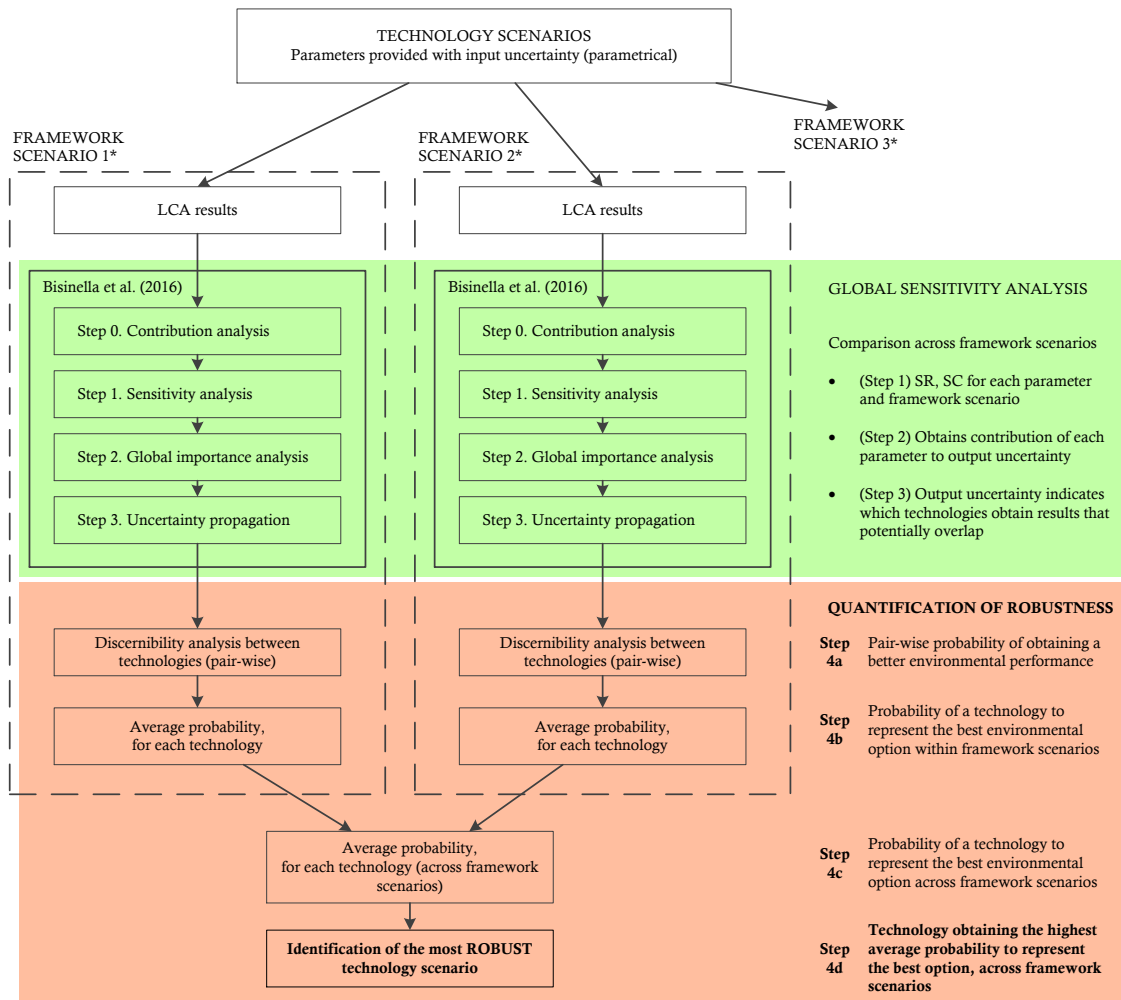 TECHNOLOGY SCENARIOS
Parameters provided with input uncertainty (parametrical)
FRAMEWORK
SCENARIO 1*
FRAMEWORK
SCENARIO 2*
FRAMEWORK
SCENARIO 3*
LCA results
LCA results
Bisinella et al. (2016)
Step 0. Contribution analysis
Step 1. Sensitivity analysis
Step 2. Global importance analysis
Step 3. Uncertainty propagation
Bisinella et al. (2016)
Step 0. Contribution analysis
Step 1. Sensitivity analysis
Step 2. Global importance analysis
Step 3. Uncertainty propagation
GLOBAL SENSITIVITY ANALYSIS
Comparison across framework scenarios
• (Step 1) SR, SC for each parameter
and framework scenario
• (Step 2) Obtains contribution of each
parameter to output uncertainty
• (Step 3) Output uncertainty indicates
which technologies obtain results that
potentially overlap
Discernibility analysis between
technologies (pair-wise)
Average probability,
for each technology
Discernibility analysis between
technologies (pair-wise)
Average probability,
for each technology
Average probability,
for each technology (across framework
scenarios)
Identification of the most ROBUST
technology scenario
QUANTIFICATION OF ROBUSTNESS
Step
4a
Pair-wise probability of obtaining a
better environmental performance
Step
4b
Probability of a technology to
represent the best environmental
option within framework scenarios
Step
4c
Probability of a technology to
represent the best environmental
option across framework scenarios
Step
4d
Technology obtaining the highest
average probability to represent
the best option, across framework
scenarios